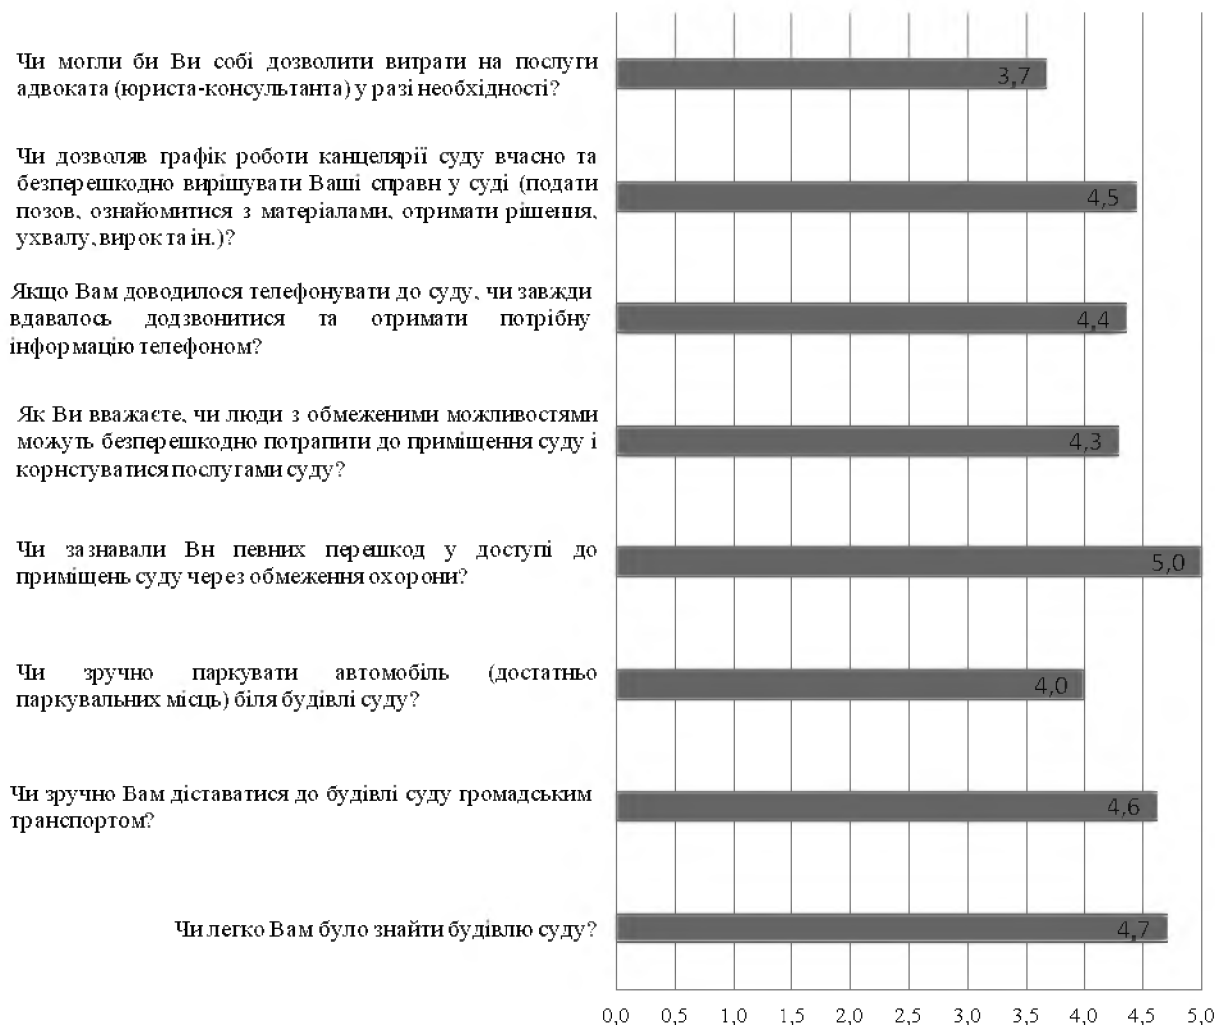 Чи могли би Ви собі дозволити витрати на послуги
адвоката (юриста-консультанта) у разі необхідності?
3,7
Чи дозволяв графік роботи канцелярії суду вчасно та
безперешкодно вирішувати Ваші справн у суді (подати
позов, ознайомитися з матеріалами, отримати рішення,
ухвалу, вирок та ін.)?
4,5
Якщо Вам доводилося телефонувати до суду, чи завжди
вдавалось додзвонитися та отримати потрібну
інформацію телефоном?
4,4
Як Ви вважаєте, чи люди з обмеженими можливостями
можуть безперешкодно потрапити до приміщення суду і
корнстуватися послугами суду?
4,3
Чи зазнавали Вн певних перешкод у доступі до
приміщень суду через обмеження охорони?
5,0
Чи зручно паркувати автомобіль (достатньо
паркувальних місць) біля будівлі суду?
4,0
Чи зручно Вам діставатися до будівлі суду громадським
транспортом?
4,6
Чи легко Вам було знайти будівлю суду?
4,7
0,0 0,5 1,0 1,5 2,0 2,5 3,0 3,5 4,0 4,5 5,0